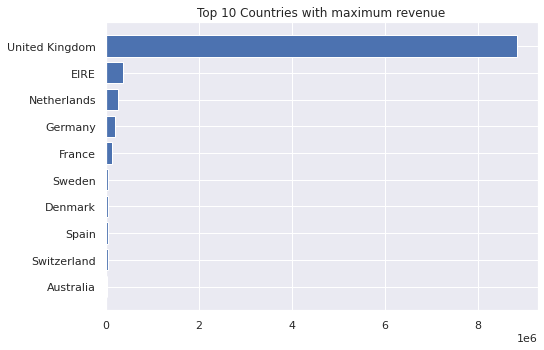 Top 10 Countries with maximum revenue
United Kingdom
EIRE
Netherlands
Germany
France
Sweden
Denmark
Spain
Switzerland
Australia
0 2 4 6 8
1e6